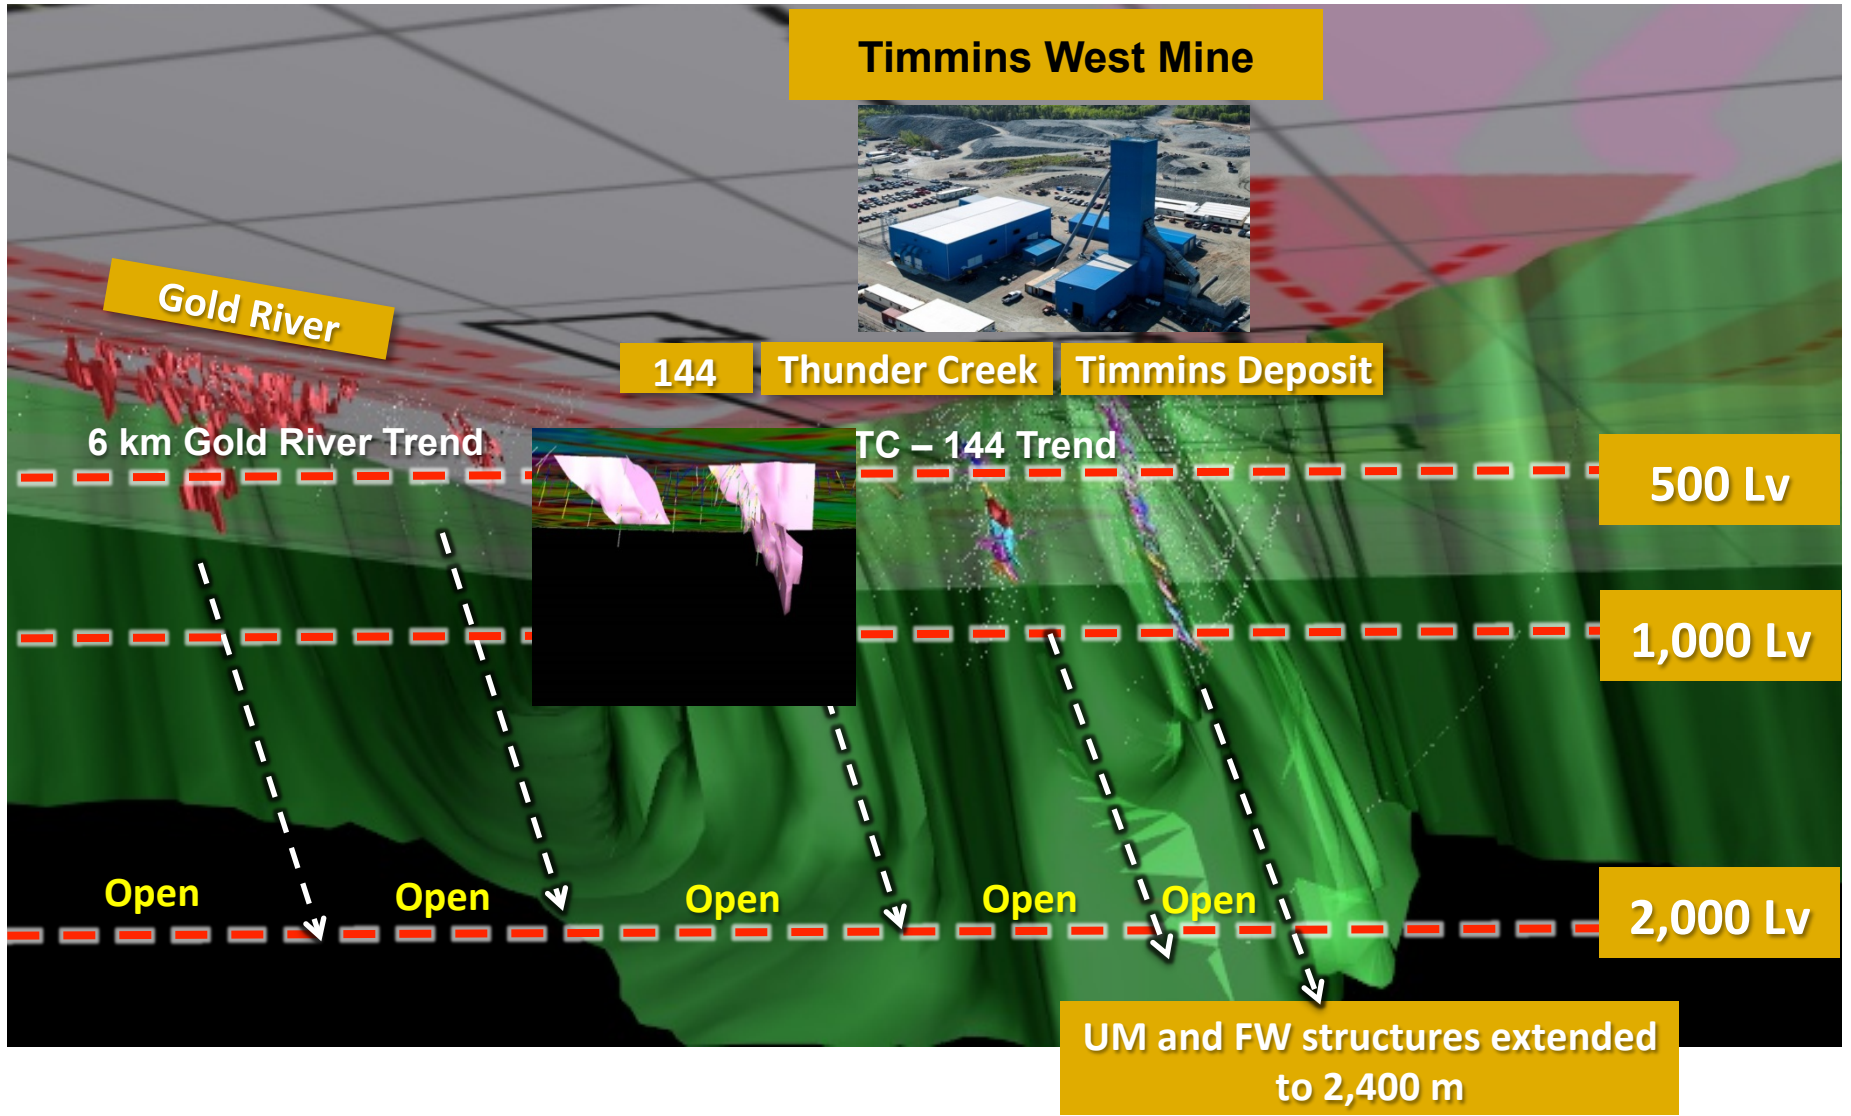 Timmins West Mine
Gold River
144
Thunder Creek
Timmins Deposit
6 km Gold River Trend
TC – 144 Trend
500 Lv
1,000 Lv
Open
Open
Open
Open
Open
2,000 Lv
UM and FW structures extended
to 2,400 m